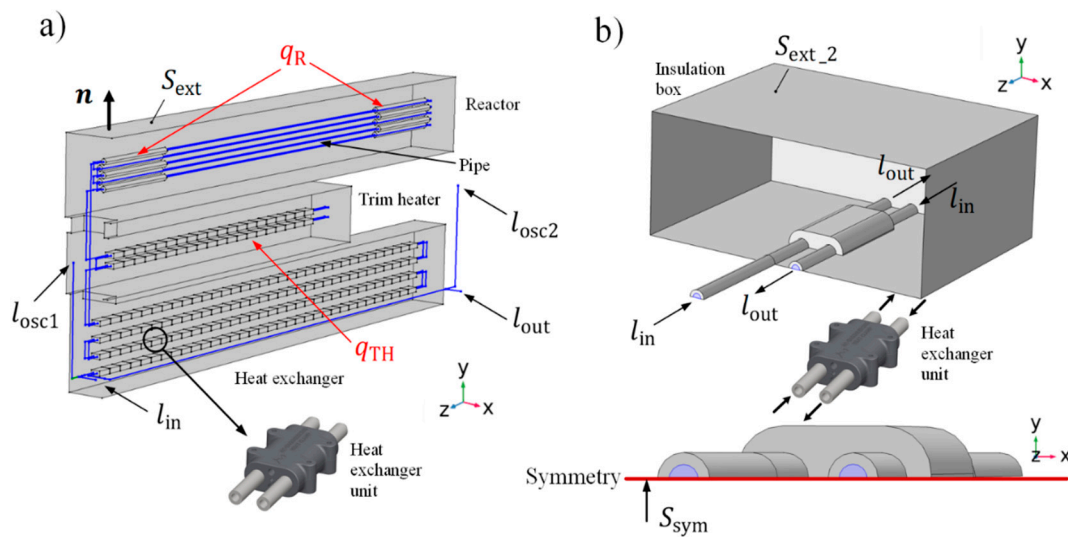 a)
q_R
S_ext
n
Reactor
Pipe
Trim heater
l_osc2
l_osc1
l_out
q_TH
y
z
x
Heat exchanger
l_in
Heat
exchanger
unit
b)
y
z
x
S_ext_2
Insulation
box
l_out
l_in
l_out
l_in
Heat
exchanger
unit
y
z
x
Symmetry
S_sym